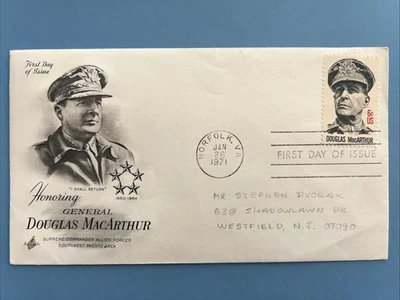 First Day
of Issue
"I SHALL RETURN"
1880-1964
Honoring
GENERAL
DOUGLAS MACARTHUR
SUPREME COMMANDER ALLIED FORCES
SOUTHWEST PACIFIC AREA
6c US
DOUGLAS MACARTHUR
NORFOLK, VA
JAN
26
1971
FIRST DAY OF ISSUE
MR. STEPHEN DVORAK
638 SHADOWLAWN DR
WESTFIELD, N.J. 07090